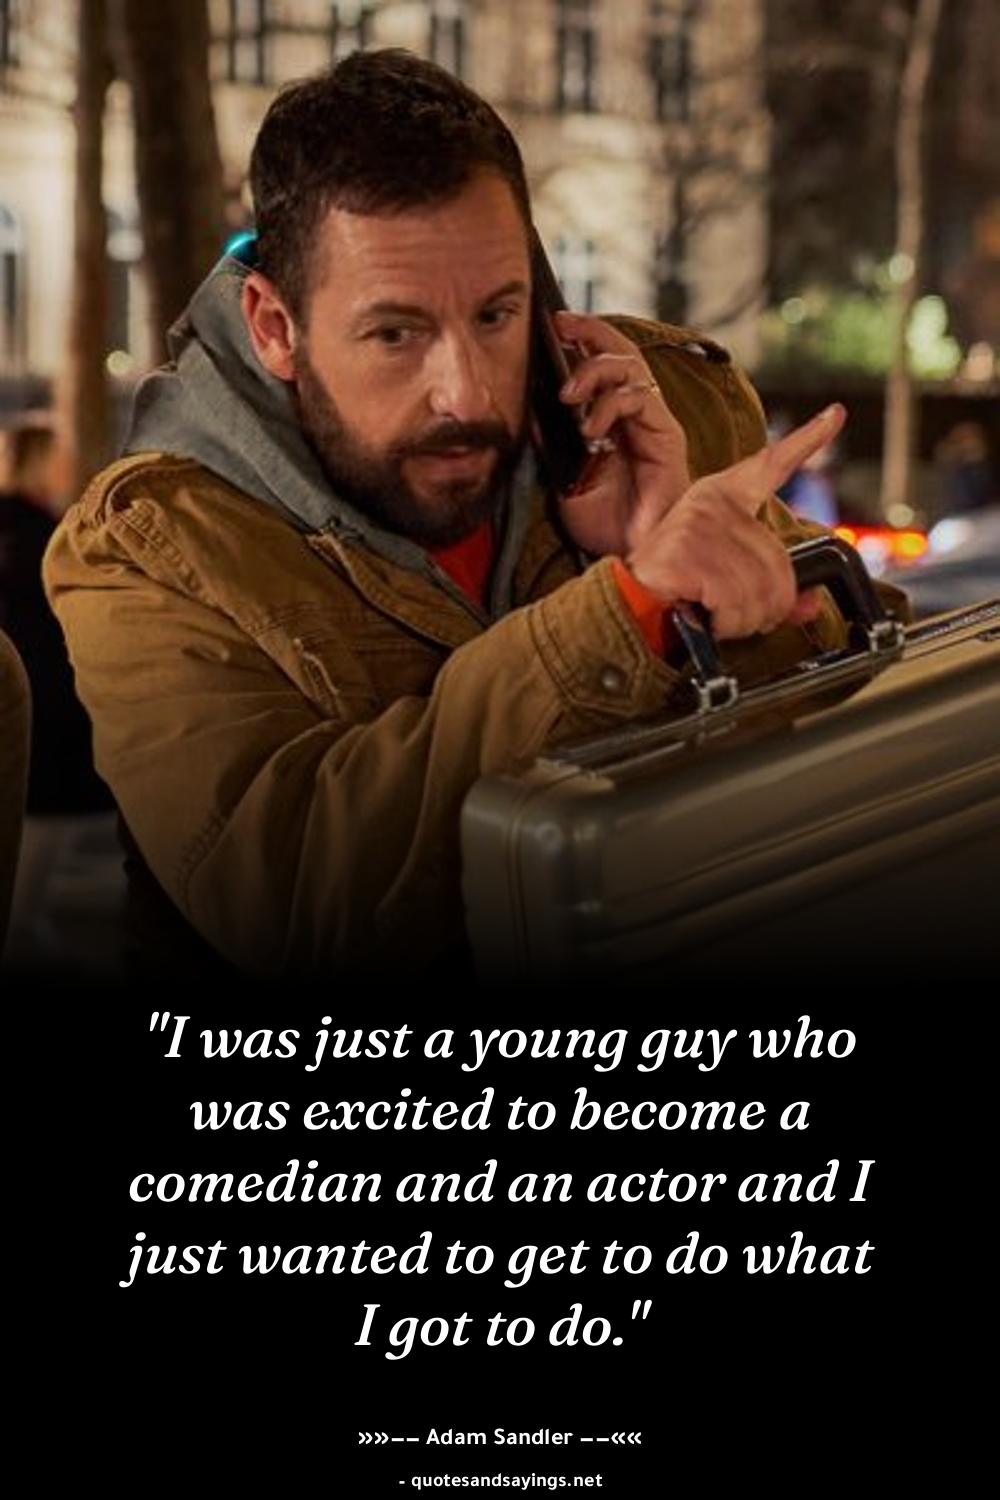 "I was just a young guy who
was excited to become a
comedian and an actor and I
just wanted to get to do what
I got to do."
»»−− Adam Sandler −−««
- quotesandsayings.net